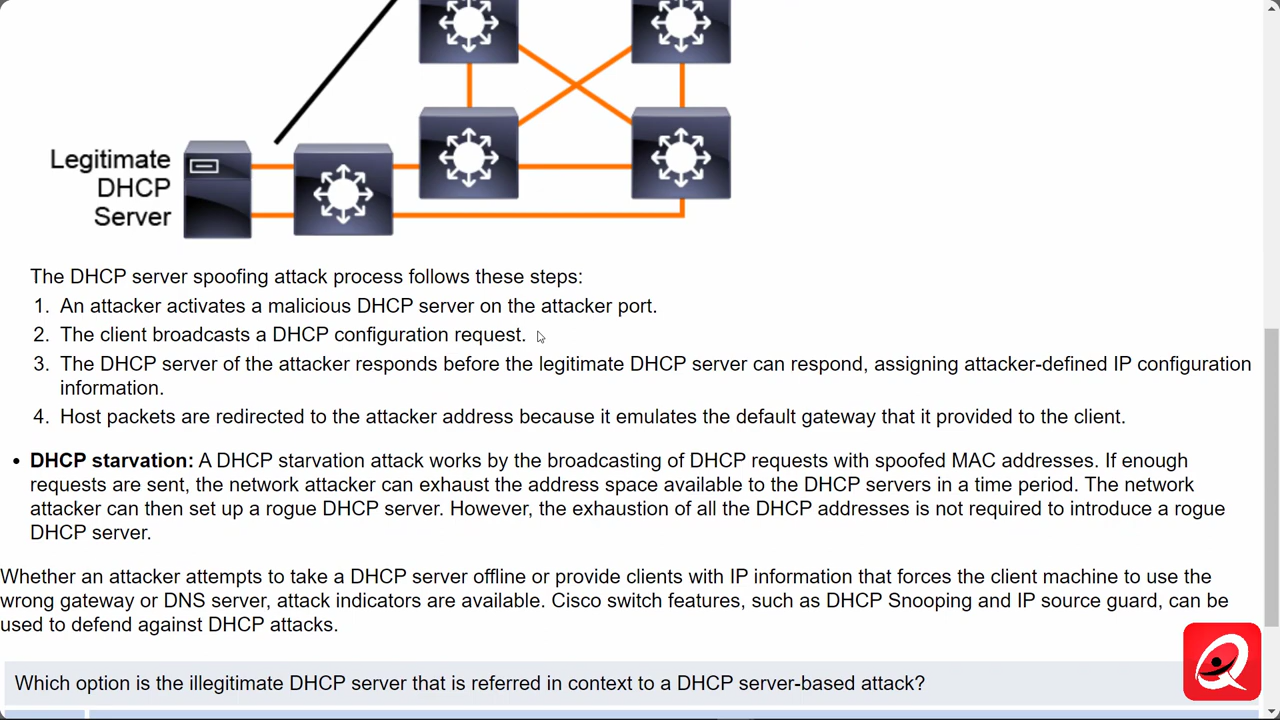 Legitimate
DHCP
Server
The DHCP server spoofing attack process follows these steps:
1. An attacker activates a malicious DHCP server on the attacker port.
2. The client broadcasts a DHCP configuration request.
3. The DHCP server of the attacker responds before the legitimate DHCP server can respond, assigning attacker-defined IP configuration
information.
4. Host packets are redirected to the attacker address because it emulates the default gateway that it provided to the client.
• DHCP starvation: A DHCP starvation attack works by the broadcasting of DHCP requests with spoofed MAC addresses. If enough
requests are sent, the network attacker can exhaust the address space available to the DHCP servers in a time period. The network
attacker can then set up a rogue DHCP server. However, the exhaustion of all the DHCP addresses is not required to introduce a rogue
DHCP server.
Whether an attacker attempts to take a DHCP server offline or provide clients with IP information that forces the client machine to use the
wrong gateway or DNS server, attack indicators are available. Cisco switch features, such as DHCP Snooping and IP source guard, can be
used to defend against DHCP attacks.
Which option is the illegitimate DHCP server that is refered in context to a DHCP server-based attack?